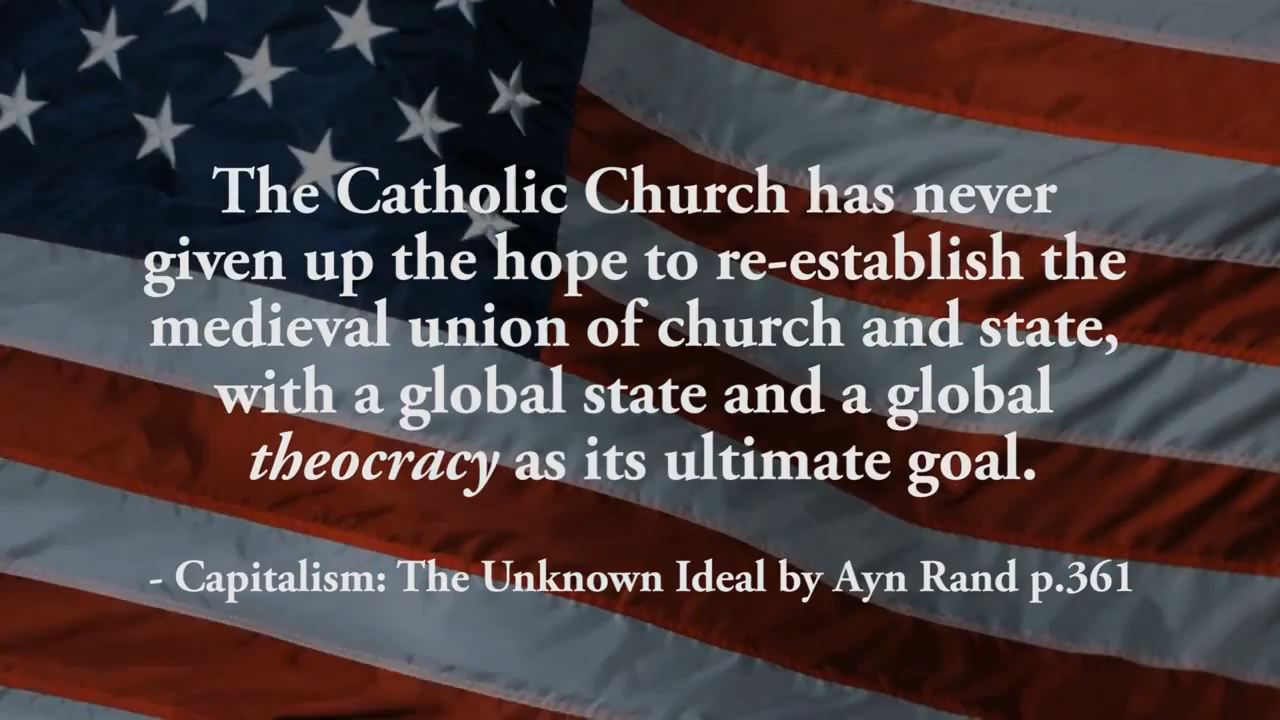 The Catholic Church has never
given up the hope to re-establish the
medieval union of church and state,
with a global state and a global
theocracy as its ultimate goal.
- Capitalism: The Unknown Ideal by Ayn Rand p.361